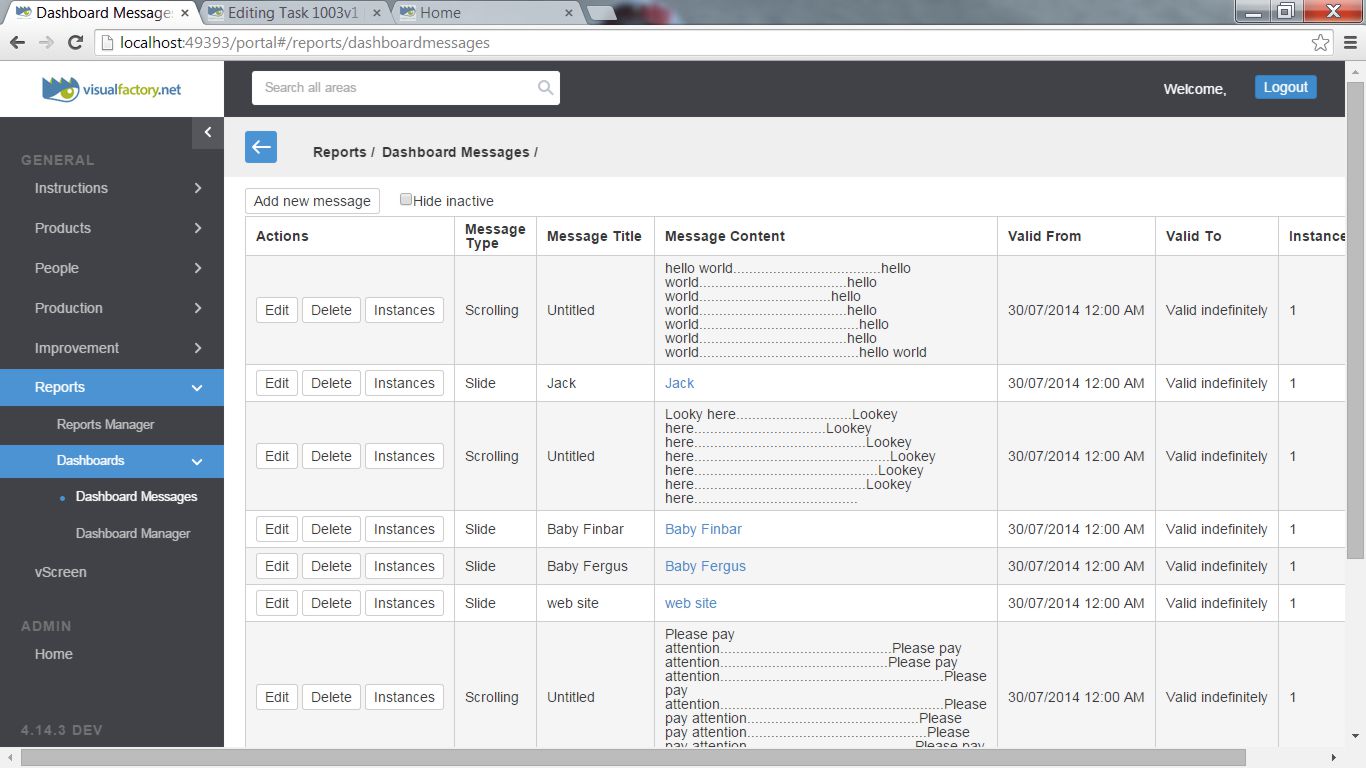 Dashboard Messages
Editing Task 1003v1
Home
localhost:49393/portal#/reports/dashboardmessages
visualfactory.net
Search all areas
Welcome,
Logout
GENERAL
Instructions
Products
People
Production
Improvement
Reports
Reports Manager
Dashboards
Dashboard Messages
Dashboard Manager
vScreen
ADMIN
Home
4.14.3 DEV
Reports / Dashboard Messages /
Add new message
Hide inactive
Actions
Message
Type
Message Title
Message Content
Valid From
Valid To
Instance
Edit Delete Instances
Scrolling
Untitled
hello world.....................................hello
world.....................................hello
world.................................hello
world.....................................hello
world........................................hello
world.....................................hello
world........................................hello world
30/07/2014 12:00 AM
Valid indefinitely
1
Edit Delete Instances
Slide
Jack
Jack
30/07/2014 12:00 AM
Valid indefinitely
1
Edit Delete Instances
Scrolling
Untitled
Looky here.............................Lookey
here.................................Lookey
here...........................................Lookey
here.................................................Lookey
here..............................................Lookey
here...........................................Lookey
here.........................................
30/07/2014 12:00 AM
Valid indefinitely
1
Edit Delete Instances
Slide
Baby Finbar
Baby Finbar
30/07/2014 12:00 AM
Valid indefinitely
1
Edit Delete Instances
Slide
Baby Fergus
Baby Fergus
30/07/2014 12:00 AM
Valid indefinitely
1
Edit Delete Instances
Slide
web site
web site
30/07/2014 12:00 AM
Valid indefinitely
1
Edit Delete Instances
Scrolling
Untitled
Please pay
attention...........................................Please pay
attention..........................................Please pay
attention........................................................Please
pay
attention........................................................Please
pay attention...........................................Please
pay attention.............................................Please
pay attention..........................................Please pay
30/07/2014 12:00 AM
Valid indefinitely
1